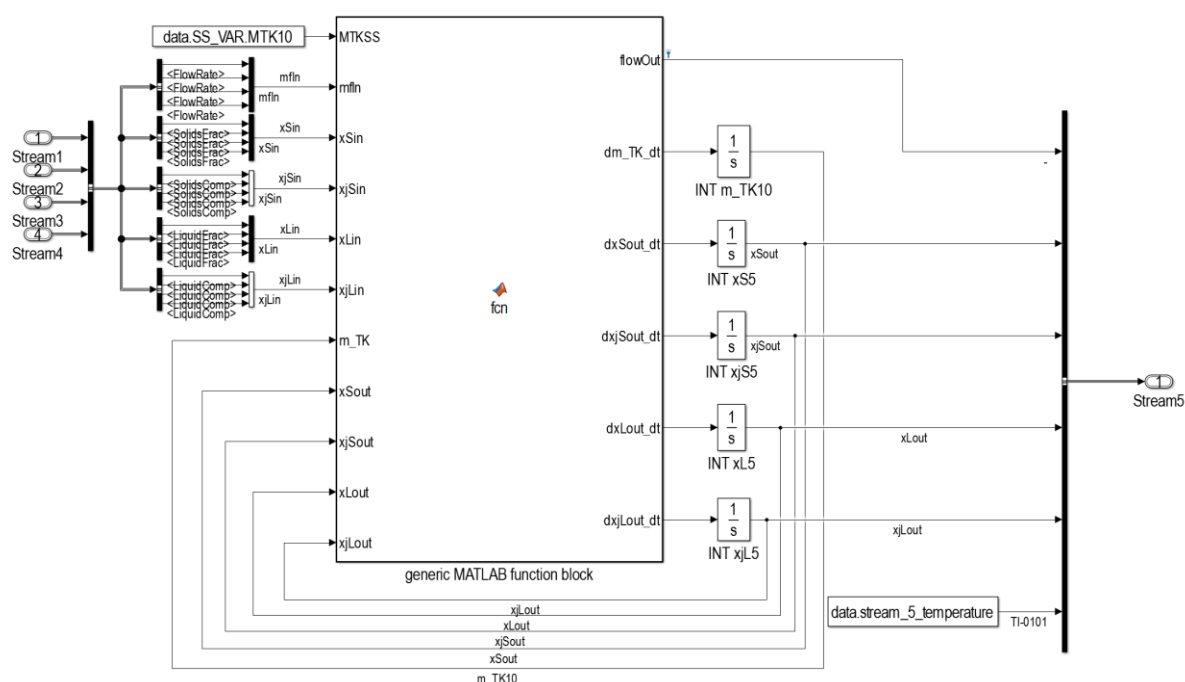 data.SS_VAR.MTK10
MTKSS
<FlowRate>
<FlowRate>
<FlowRate>
<FlowRate>
mfIn
mfIn
mfIn
<SolidsFrac>
<SolidsFrac>
<SolidsFrac>
<SolidsFrac>
xSin
xSin
xSin
<SolidsComp>
<SolidsComp>
<SolidsComp>
<SolidsComp>
xjSin
xjSin
xjSin
<LiquidFrac>
<LiquidFrac>
<LiquidFrac>
<LiquidFrac>
xLin
xLin
xLin
<LiquidComp>
<LiquidComp>
<LiquidComp>
<LiquidComp>
xjLin
xjLin
xjLin
1
Stream1
2
Stream2
3
Stream3
4
Stream4
m_TK
xSout
xjSout
xLout
xjLout
fcn
generic MATLAB function block
flowOut
dm_TK_dt
dxSout_dt
dxjSout_dt
dxLout_dt
dxjLout_dt
1
s
INT m_TK10
1
s
xSout
INT xS5
1
s
xjSout
INT xjS5
1
s
INT xL5
xLout
1
s
INT xjL5
xjLout
-
1
Stream5
data.stream_5_temperature
TI-0101
xjLout
xLout
xjSout
xSout
m_TK10